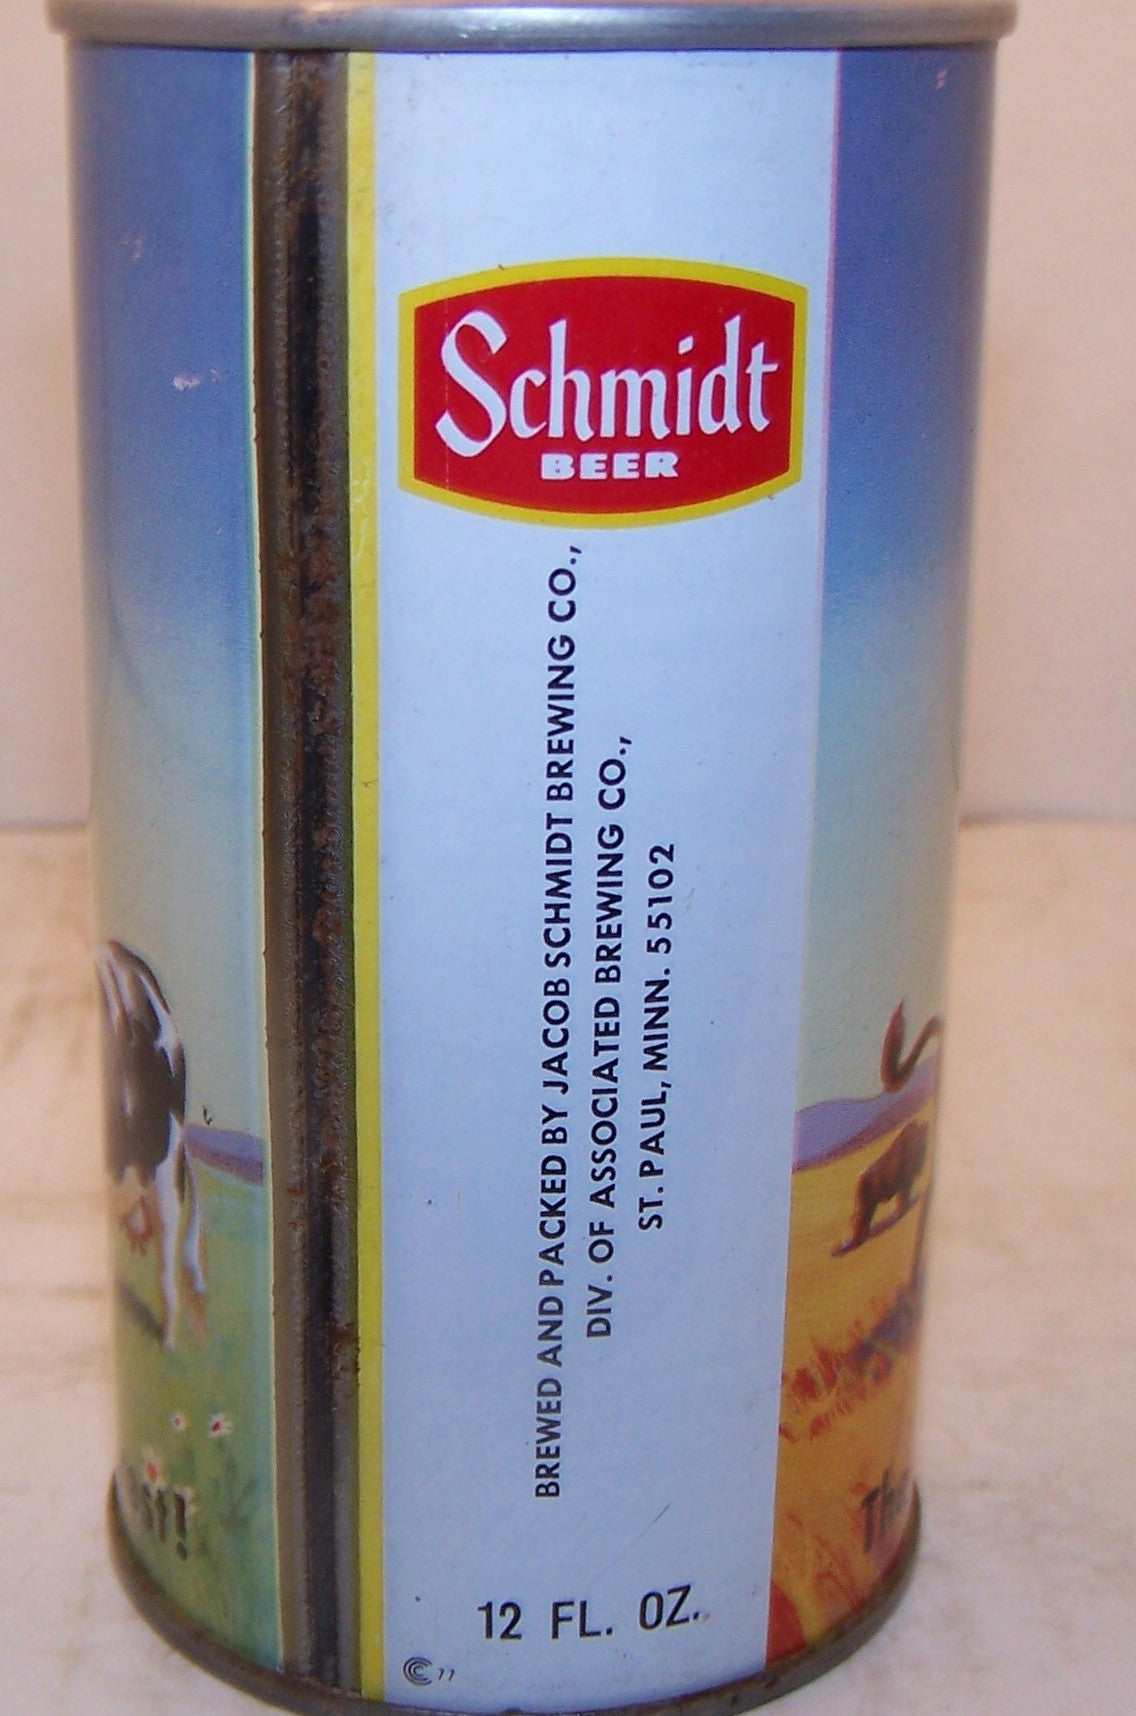 Schmidt
BEER
BREWED AND PACKED BY JACOB SCHMIDT BREWING CO.,
DIV. OF ASSOCIATED BREWING CO.,
ST. PAUL, MINN. 55102
12 FL. OZ.
77